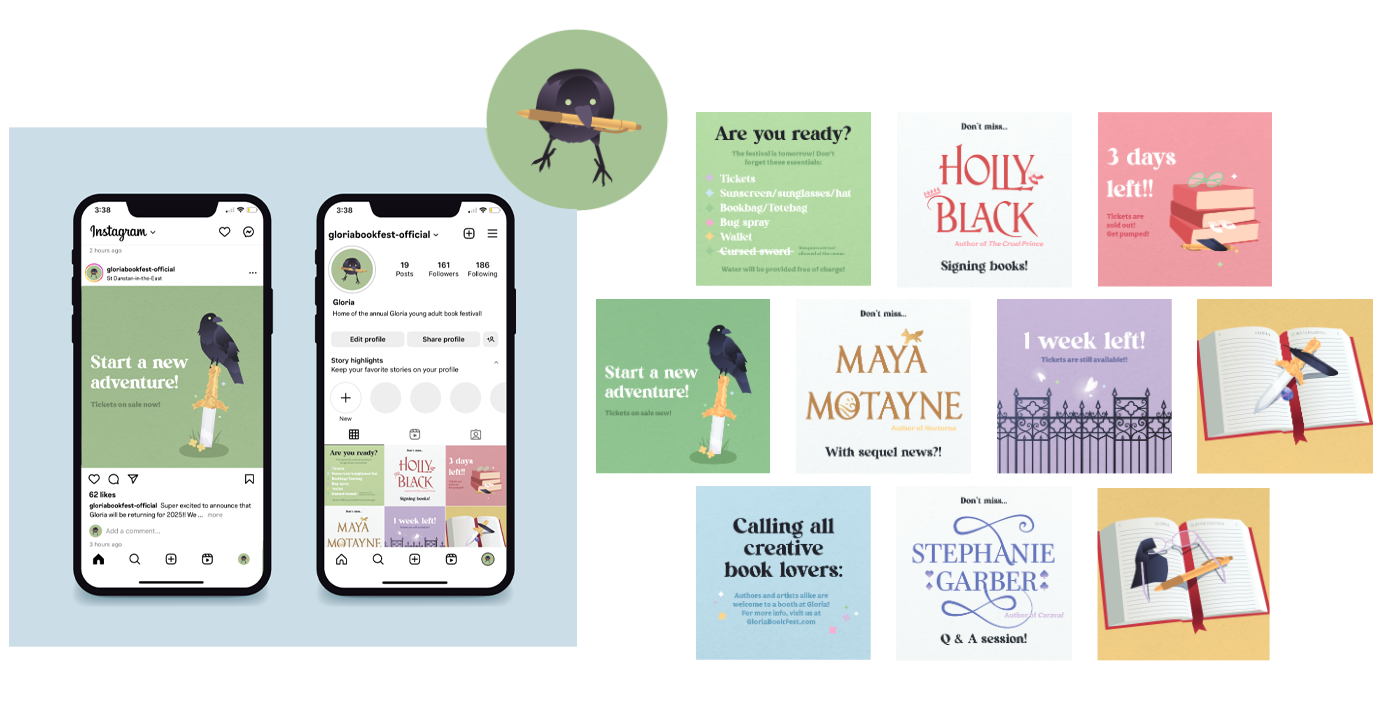 3:38
Instagram
2 hours ago
gloriabookfest-official
St Dunstan-in-the-East
Start a new
adventure!
Tickets on sale now!
62 likes
gloriabookfest-official Super excited to announce that
Gloria will be returning for 2025!! We ... more
Add a comment...
3 hours ago
3:38
gloriabookfest-official
19
Posts
161
Followers
186
Following
Gloria
Home of the annual Gloria young adult book festival!
Edit profile
Share profile
Story highlights
Keep your favorite stories on your profile
New
Are you ready?
Don't miss...
HOLLY
BLACK
Signing books!
3 days
left!!
MAYA
MOTAYNE
1 week left!
Are you ready?
The festival is tomorrow! Don't
forget these essentials:
Tickets
Sunscreen/sunglasses/hat
Bookbag/Totebag
Bug spray
Wallet
Cursed sword
Water will be provided free of charge!
Don't miss...
HOLLY
BLACK
Author of The Cruel Prince
Signing books!
3 days
left!!
Tickets are
sold out!
Get pumped!
Start a new
adventure!
Tickets on sale now!
Don't miss...
MAYA
MOTAYNE
Author of Nocturna
With sequel news?!
1 week left!
Tickets are still available!!
Calling all
creative
book lovers:
Authors and artists alike are
welcome to a booth at Gloria!
For more info, visit us at
GloriaBookFest.com
Don't miss...
STEPHANIE
GARBER
Author of Caraval
Q & A session!